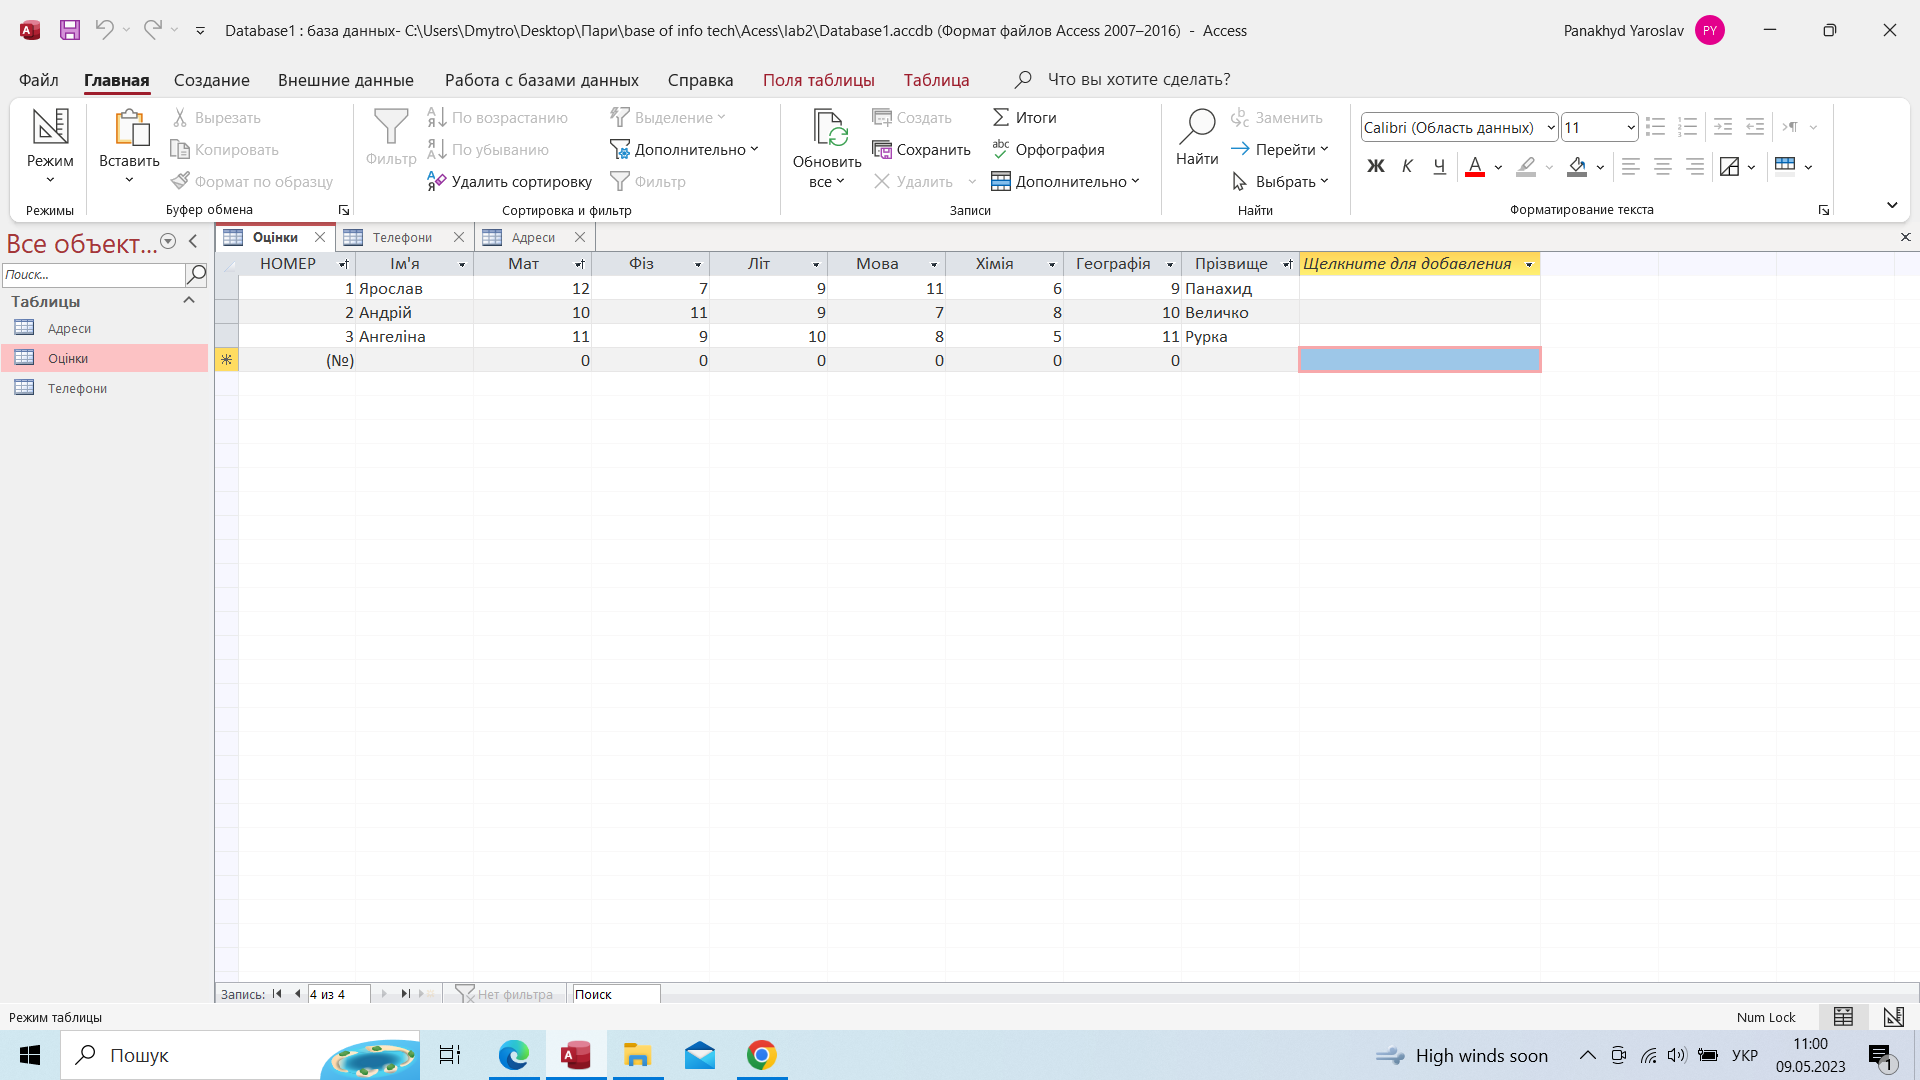 Database1 : база данных- C:\Users\Dmytro\Desktop\Пари\base of info tech\Acess\lab2\Database1.accdb (Формат файлов Access 2007–2016) - Access
Panakhyd Yaroslav
PY
Файл Главная Создание Внешние данные Работа с базами данных Справка Поля таблицы Таблица Что вы хотите сделать?
Режим
Режимы
Вставить
Вырезать
Копировать
Формат по образцу
Буфер обмена
Фильтр
По возрастанию
По убыванию
Удалить сортировку
Выделение
Дополнительно
Фильтр
Сортировка и фильтр
Обновить
все
Создать
Сохранить
Удалить
Итоги
Орфография
Дополнительно
Записи
Найти
Заменить
Перейти
Выбрать
Найти
Calibri (Область данных) 11
Ж К Ч А
Форматирование текста
Все объект...
Поиск...
Таблицы
Адреси
Оцінки
Телефони
Оцінки Телефони Адреси
НОМЕР Ім'я Мат Фіз Літ Мова Хімія Географія Прізвище Щелкните для добавления
1 Ярослав 12 7 9 11 6 9 Панахид
2 Андрій 10 11 9 7 8 10 Величко
3 Ангеліна 11 9 10 8 5 11 Рурка
(№) 0 0 0 0 0 0
Запись: 4 из 4 Нет фильтра Поиск
Режим таблицы
Num Lock
Пошук
High winds soon
УКР
11:00
09.05.2023
1